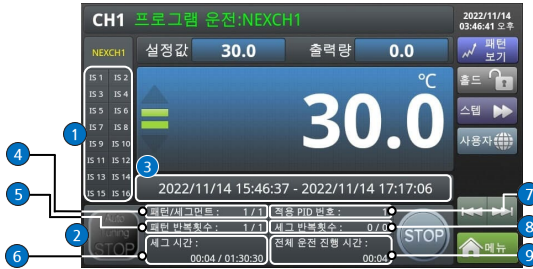 CH1 프로그램 운전:NEXCH1
2022/11/14
03:46:41 오후
NEXCH1 설정값 30.0 출력량 0.0
패턴
보기
IS 1 IS 2
IS 3 IS 4
IS 5 IS 6
IS 7 IS 8
IS 9 IS 10
IS 11 IS 12
IS 13 IS 14
IS 15 IS 16
℃
30.0
홀드
스텝
사용자
1
3
2022/11/14 15:46:37 - 2022/11/14 17:17:06
4
5
2
6
Auto
Tuning
STOP
패턴/세그먼트 : 1 / 1
적용 PID 번호 : 1
패턴 반복횟수 : 1 / 1
세그 반복횟수 : 0 / 0
세그 시간 :
00:04 / 01:30:30
전체 운전 진행 시간 :
00:04
STOP
메뉴
7
8
9